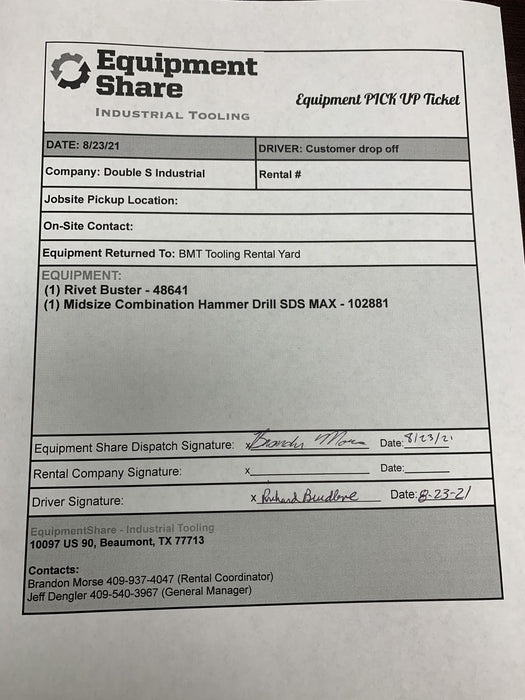 Equipment
Share
INDUSTRIAL TOOLING
Equipment PICK UP Ticket
DATE: 8/23/21
DRIVER: Customer drop off
Company: Double S Industrial
Rental #
Jobsite Pickup Location:
On-Site Contact:
Equipment Returned To: BMT Tooling Rental Yard
EQUIPMENT:
(1) Rivet Buster - 48641
(1) Midsize Combination Hammer Drill SDS MAX - 102881
Equipment Share Dispatch Signature: x Date: 8/23/21
Rental Company Signature: x Date:
Driver Signature: x Richard Date: 8-23-21
EquipmentShare - Industrial Tooling
10097 US 90, Beaumont, TX 77713
Contacts:
Brandon Morse 409-937-4047 (Rental Coordinator)
Jeff Dengler 409-540-3967 (General Manager)